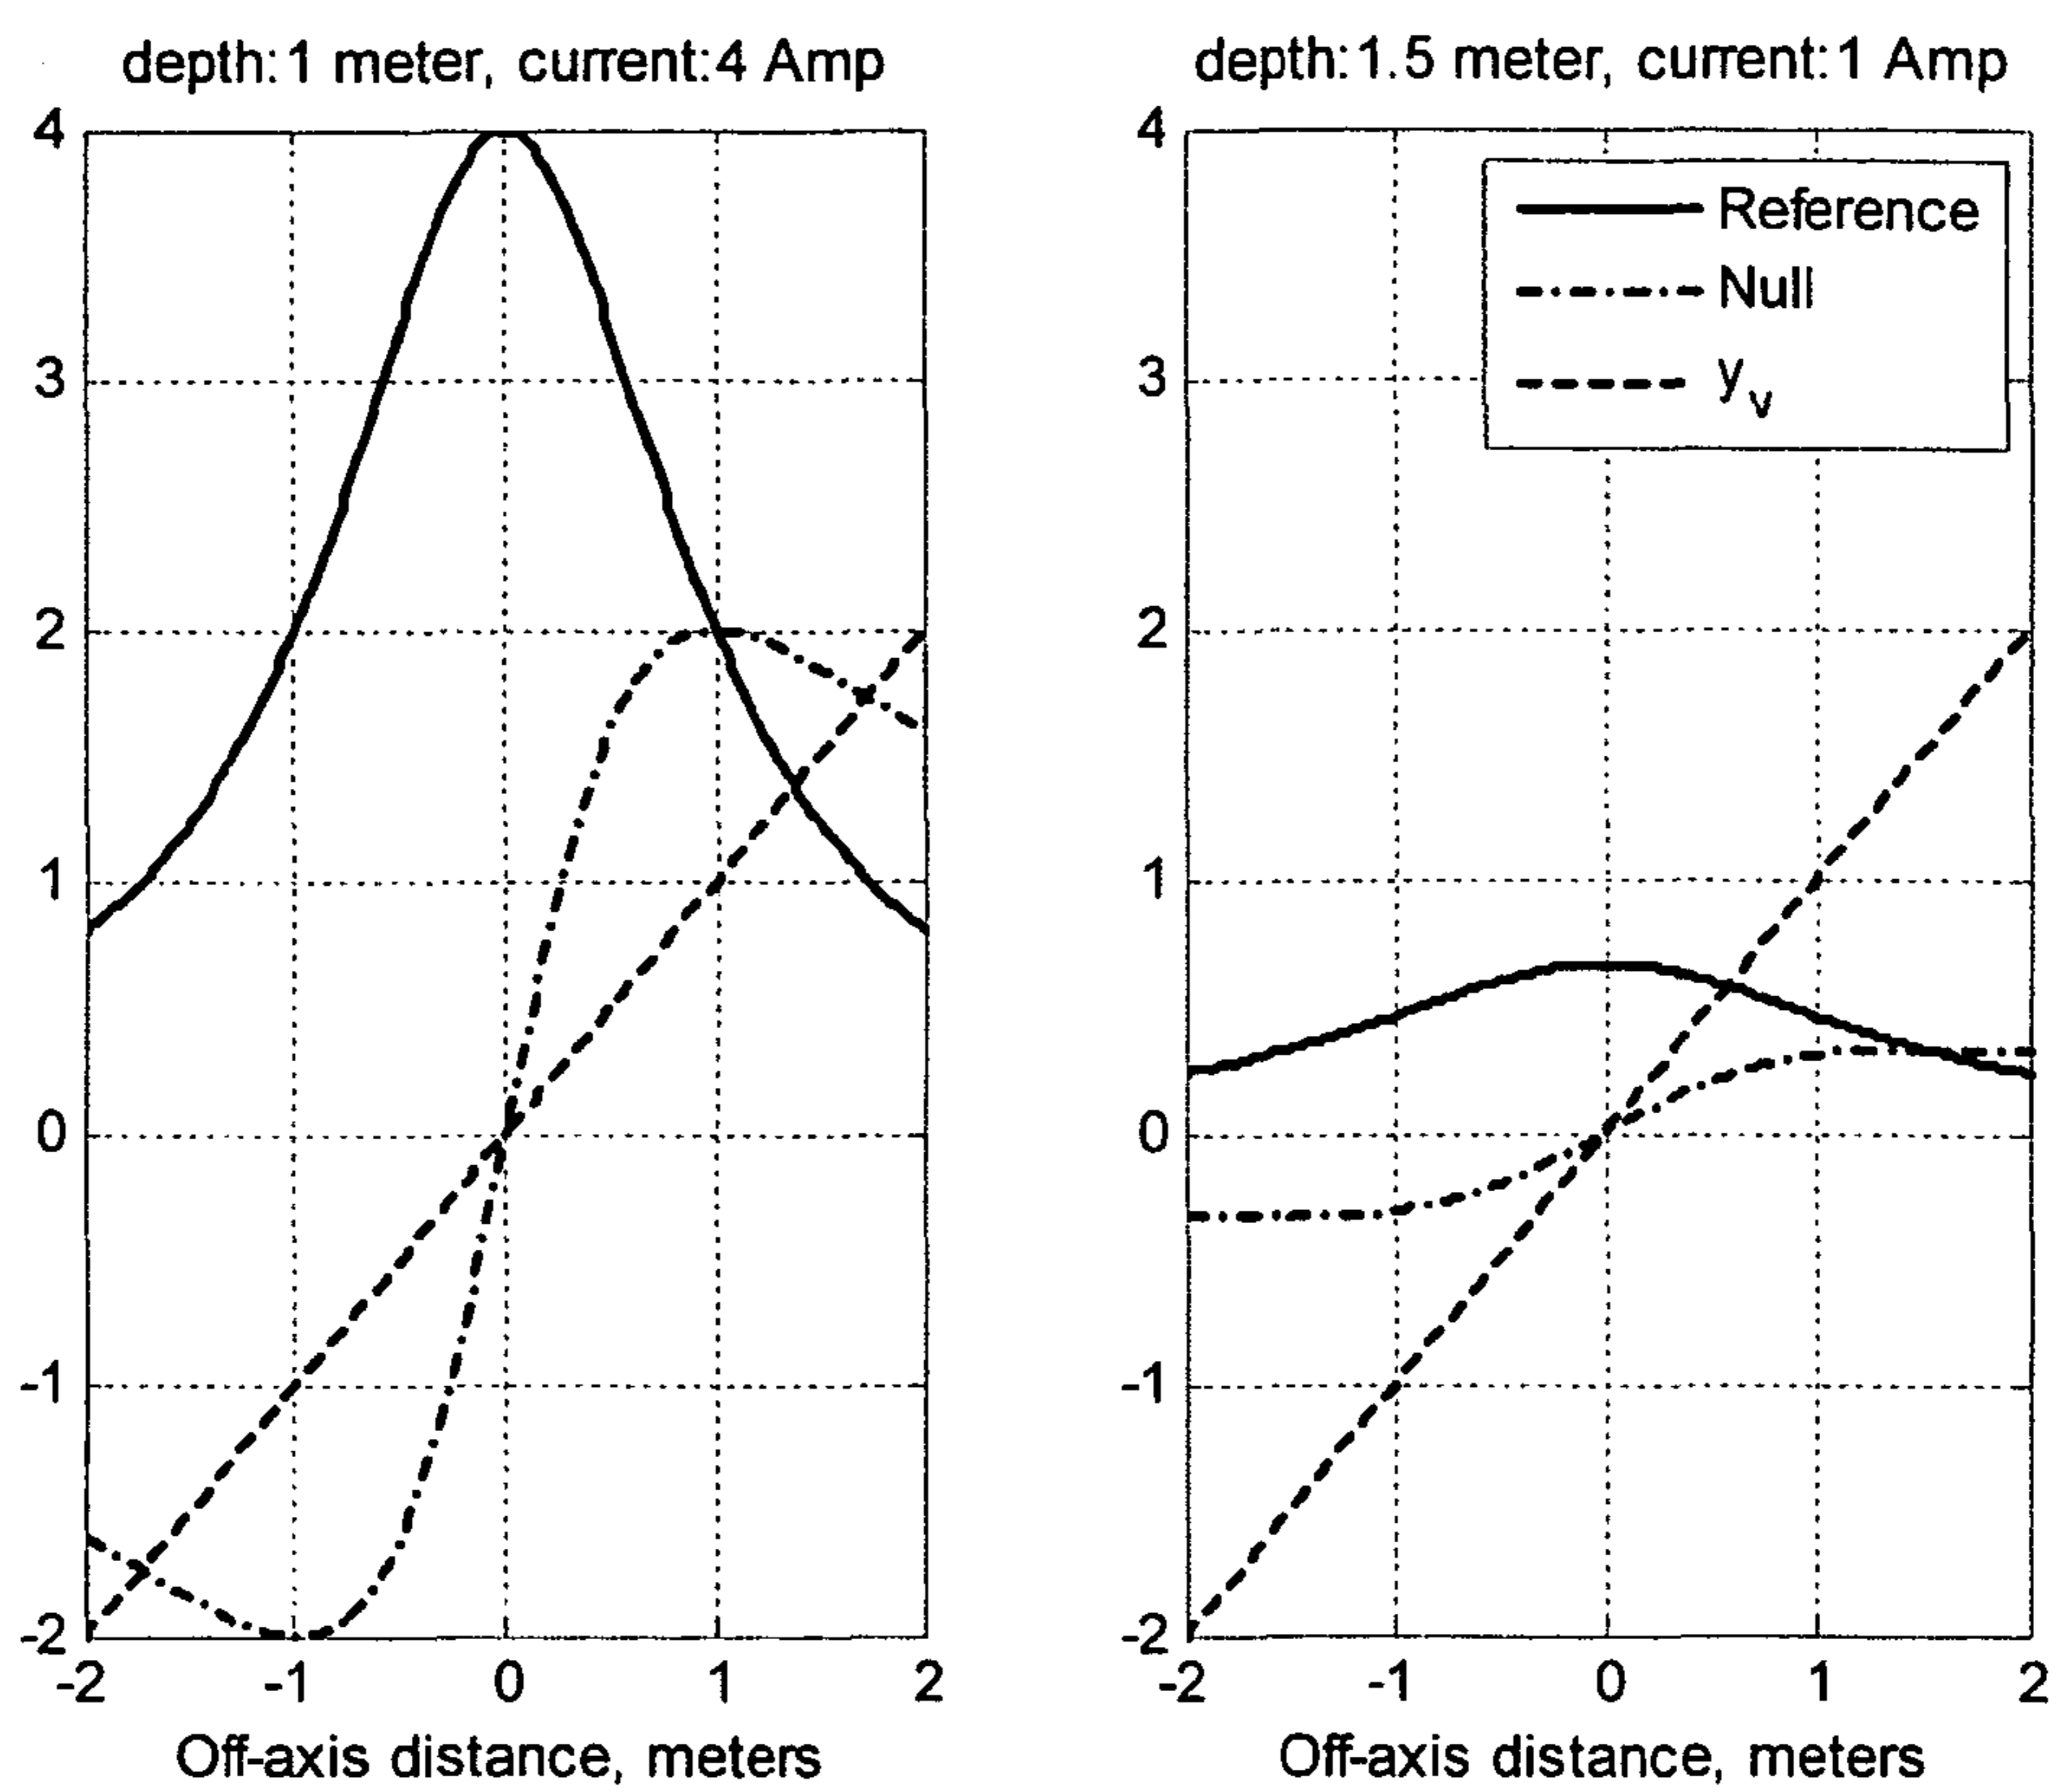 depth:1 meter, current:4 Amp
4
3
2
1
0
-1
-2
-2 -1 0 1 2
Off-axis distance, meters
depth:1.5 meter, current:1 Amp
4
3
2
1
0
-1
-2
Reference
Null
yv
-2 -1 0 1 2
Off-axis distance, meters